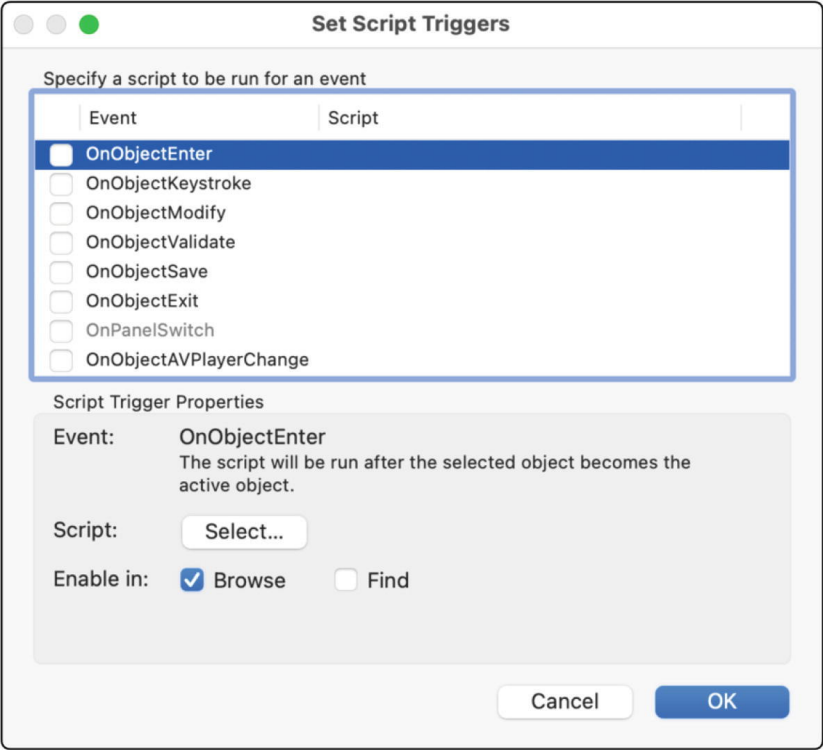 Set Script Triggers
Specify a script to be run for an event
Event Script
OnObjectEnter
OnObjectKeystroke
OnObjectModify
OnObjectValidate
OnObjectSave
OnObjectExit
OnPanelSwitch
OnObjectAVPlayerChange
Script Trigger Properties
Event: OnObjectEnter
The script will be run after the selected object becomes the
active object.
Script: Select...
Enable in: Browse Find
Cancel OK